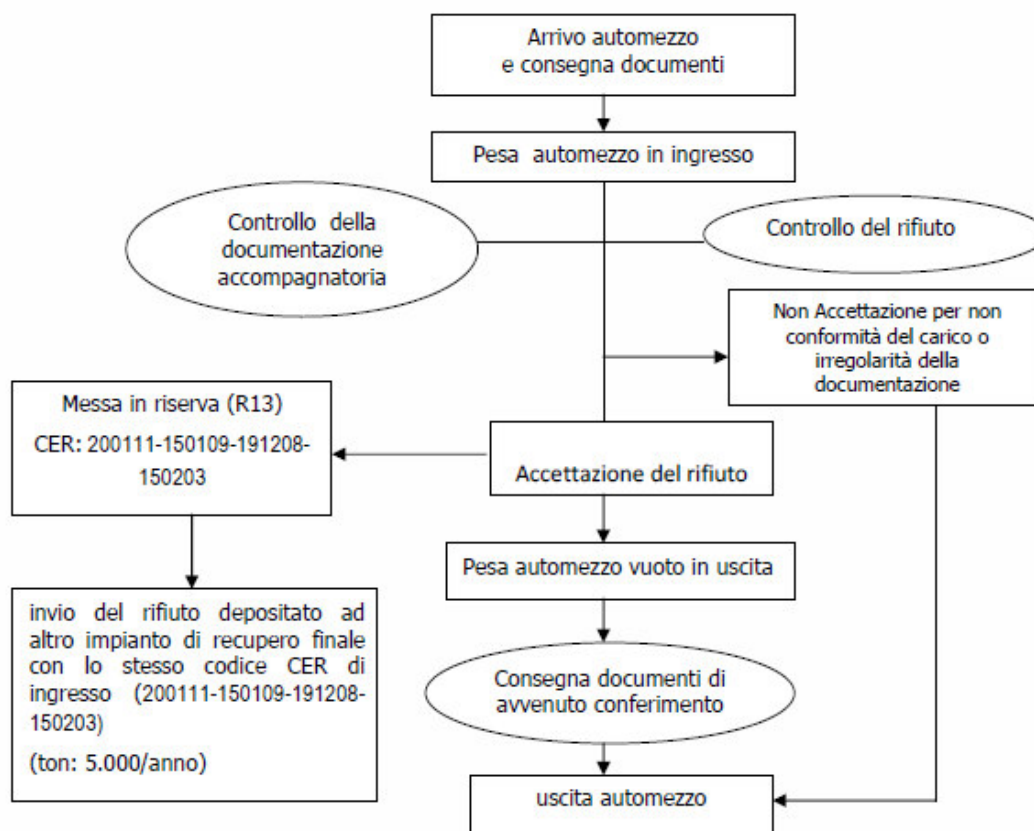 Arrivo automezzo
e consegna documenti
Pesa automezzo in ingresso
Controllo della
documentazione
accompagnatoria
Controllo del rifiuto
Non Accettazione per non
conformità del carico o
irregolarità della
documentazione
Messa in riserva (R13)
CER: 200111-150109-191208-
150203
Accettazione del rifiuto
Pesa automezzo vuoto in uscita
invio del rifiuto depositato ad
altro impianto di recupero finale
con lo stesso codice CER di
ingresso (200111-150109-191208-
150203)
(ton: 5.000/anno)
Consegna documenti di
avvenuto conferimento
uscita automezzo